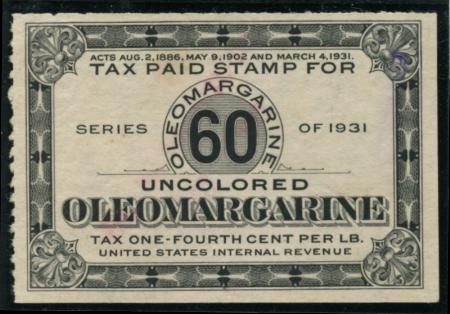 ACTS AUG. 2, 1886, MAY 9, 1902 AND MARCH 4, 1931.
TAX PAID STAMP FOR
OLEOMARGARINE
SERIES 60 OF 1931
UNCOLORED
OLEOMARGARINE
TAX ONE-FOURTH CENT PER LB.
UNITED STATES INTERNAL REVENUE